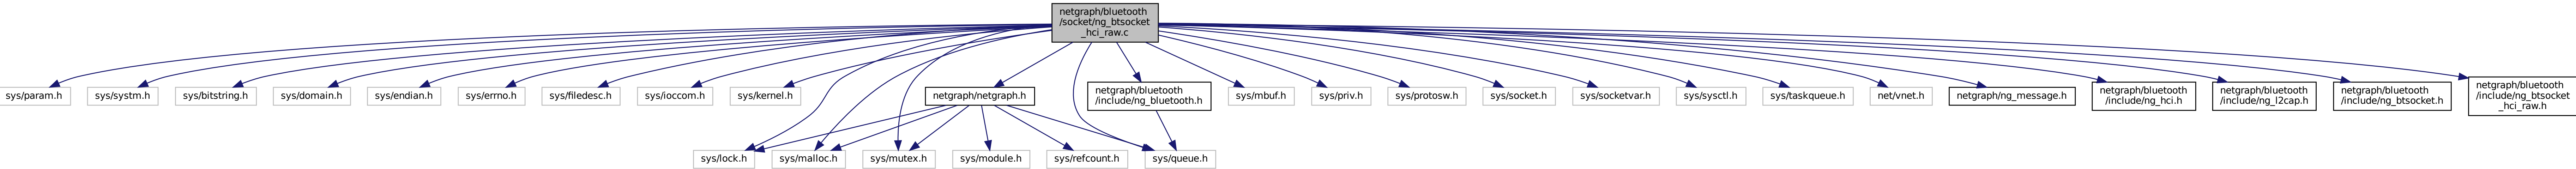 netgraph/bluetooth
/socket/ng_btsocket
_hci_raw.c
sys/param.h
sys/systm.h
sys/bitstring.h
sys/domain.h
sys/endian.h
sys/errno.h
sys/filedesc.h
sys/ioccom.h
sys/kernel.h
netgraph/netgraph.h
netgraph/bluetooth
/include/ng_bluetooth.h
sys/mbuf.h
sys/priv.h
sys/protosw.h
sys/socket.h
sys/socketvar.h
sys/sysctl.h
sys/taskqueue.h
net/vnet.h
netgraph/ng_message.h
netgraph/bluetooth
/include/ng_hci.h
netgraph/bluetooth
/include/ng_l2cap.h
netgraph/bluetooth
/include/ng_btsocket.h
netgraph/bluetooth
/include/ng_btsocket
_hci_raw.h
sys/lock.h
sys/malloc.h
sys/mutex.h
sys/module.h
sys/refcount.h
sys/queue.h